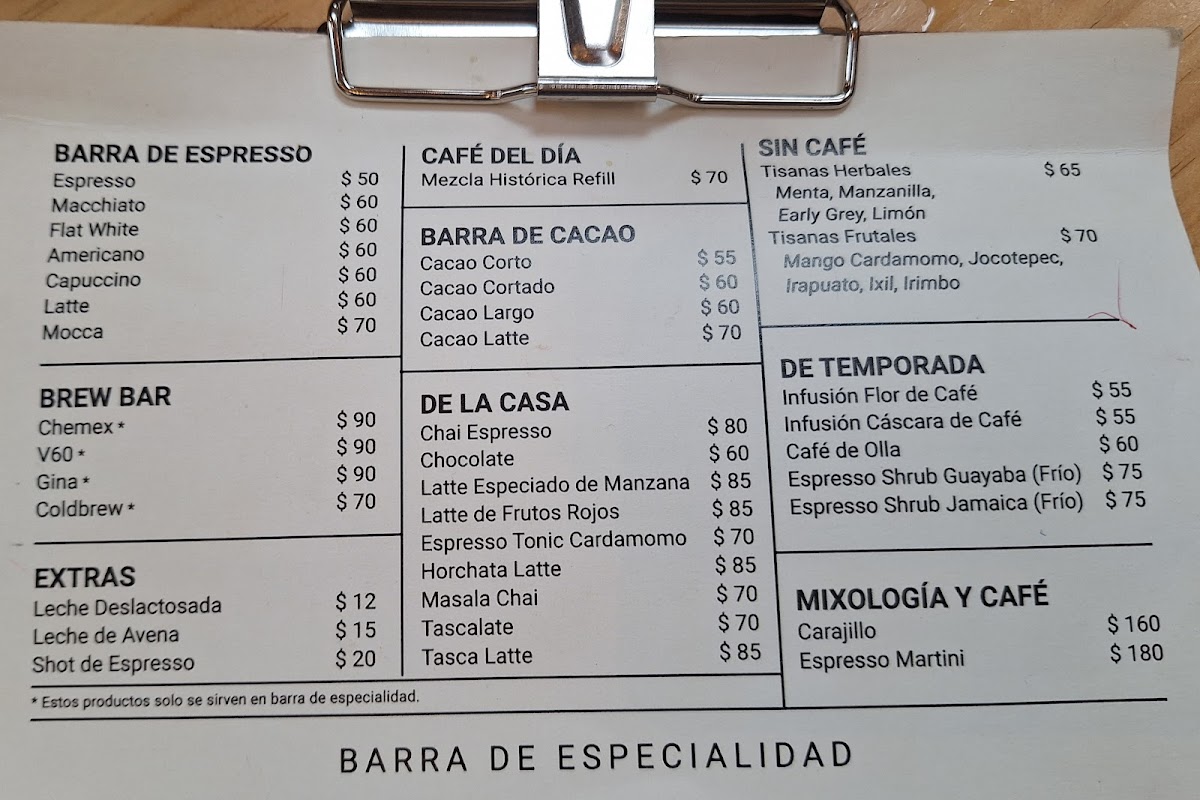 BARRA DE ESPRESSO
Espresso $ 50
Macchiato $ 60
Flat White $ 60
Americano $ 60
Capuccino $ 60
Latte $ 60
Mocca $ 70
BREW BAR
Chemex * $ 90
V60 * $ 90
Gina * $ 90
Coldbrew * $ 70
EXTRAS
Leche Deslactosada $ 12
Leche de Avena $ 15
Shot de Espresso $ 20
CAFÉ DEL DÍA
Mezcla Histórica Refill $ 70
BARRA DE CACAO
Cacao Corto $ 55
Cacao Cortado $ 60
Cacao Largo $ 60
Cacao Latte $ 70
DE LA CASA
Chai Espresso $ 80
Chocolate $ 60
Latte Especiado de Manzana $ 85
Latte de Frutos Rojos $ 85
Espresso Tonic Cardamomo $ 70
Horchata Latte $ 85
Masala Chai $ 70
Tascalate $ 70
Tasca Latte $ 85
SIN CAFÉ
Tisanas Herbales $ 65
Menta, Manzanilla,
Early Grey, Limón
Tisanas Frutales $ 70
Mango Cardamomo, Jocotepec,
Irapuato, Ixil, Irimbo
DE TEMPORADA
Infusión Flor de Café $ 55
Infusión Cáscara de Café $ 55
Café de Olla $ 60
Espresso Shrub Guayaba (Frío) $ 75
Espresso Shrub Jamaica (Frío) $ 75
MIXOLOGÍA Y CAFÉ
Carajillo $ 160
Espresso Martini $ 180
* Estos productos solo se sirven en barra de especialidad.
BARRA DE ESPECIALIDAD